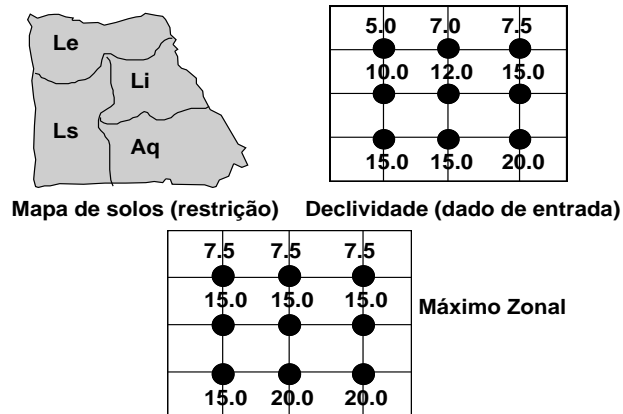 Le
Li
Ls
Aq
5.0 7.0 7.5
10.0 12.0 15.0
15.0 15.0 20.0
Mapa de solos (restrição)
Declividade (dado de entrada)
7.5 7.5 7.5
15.0 15.0 15.0
Máximo Zonal
15.0 20.0 20.0